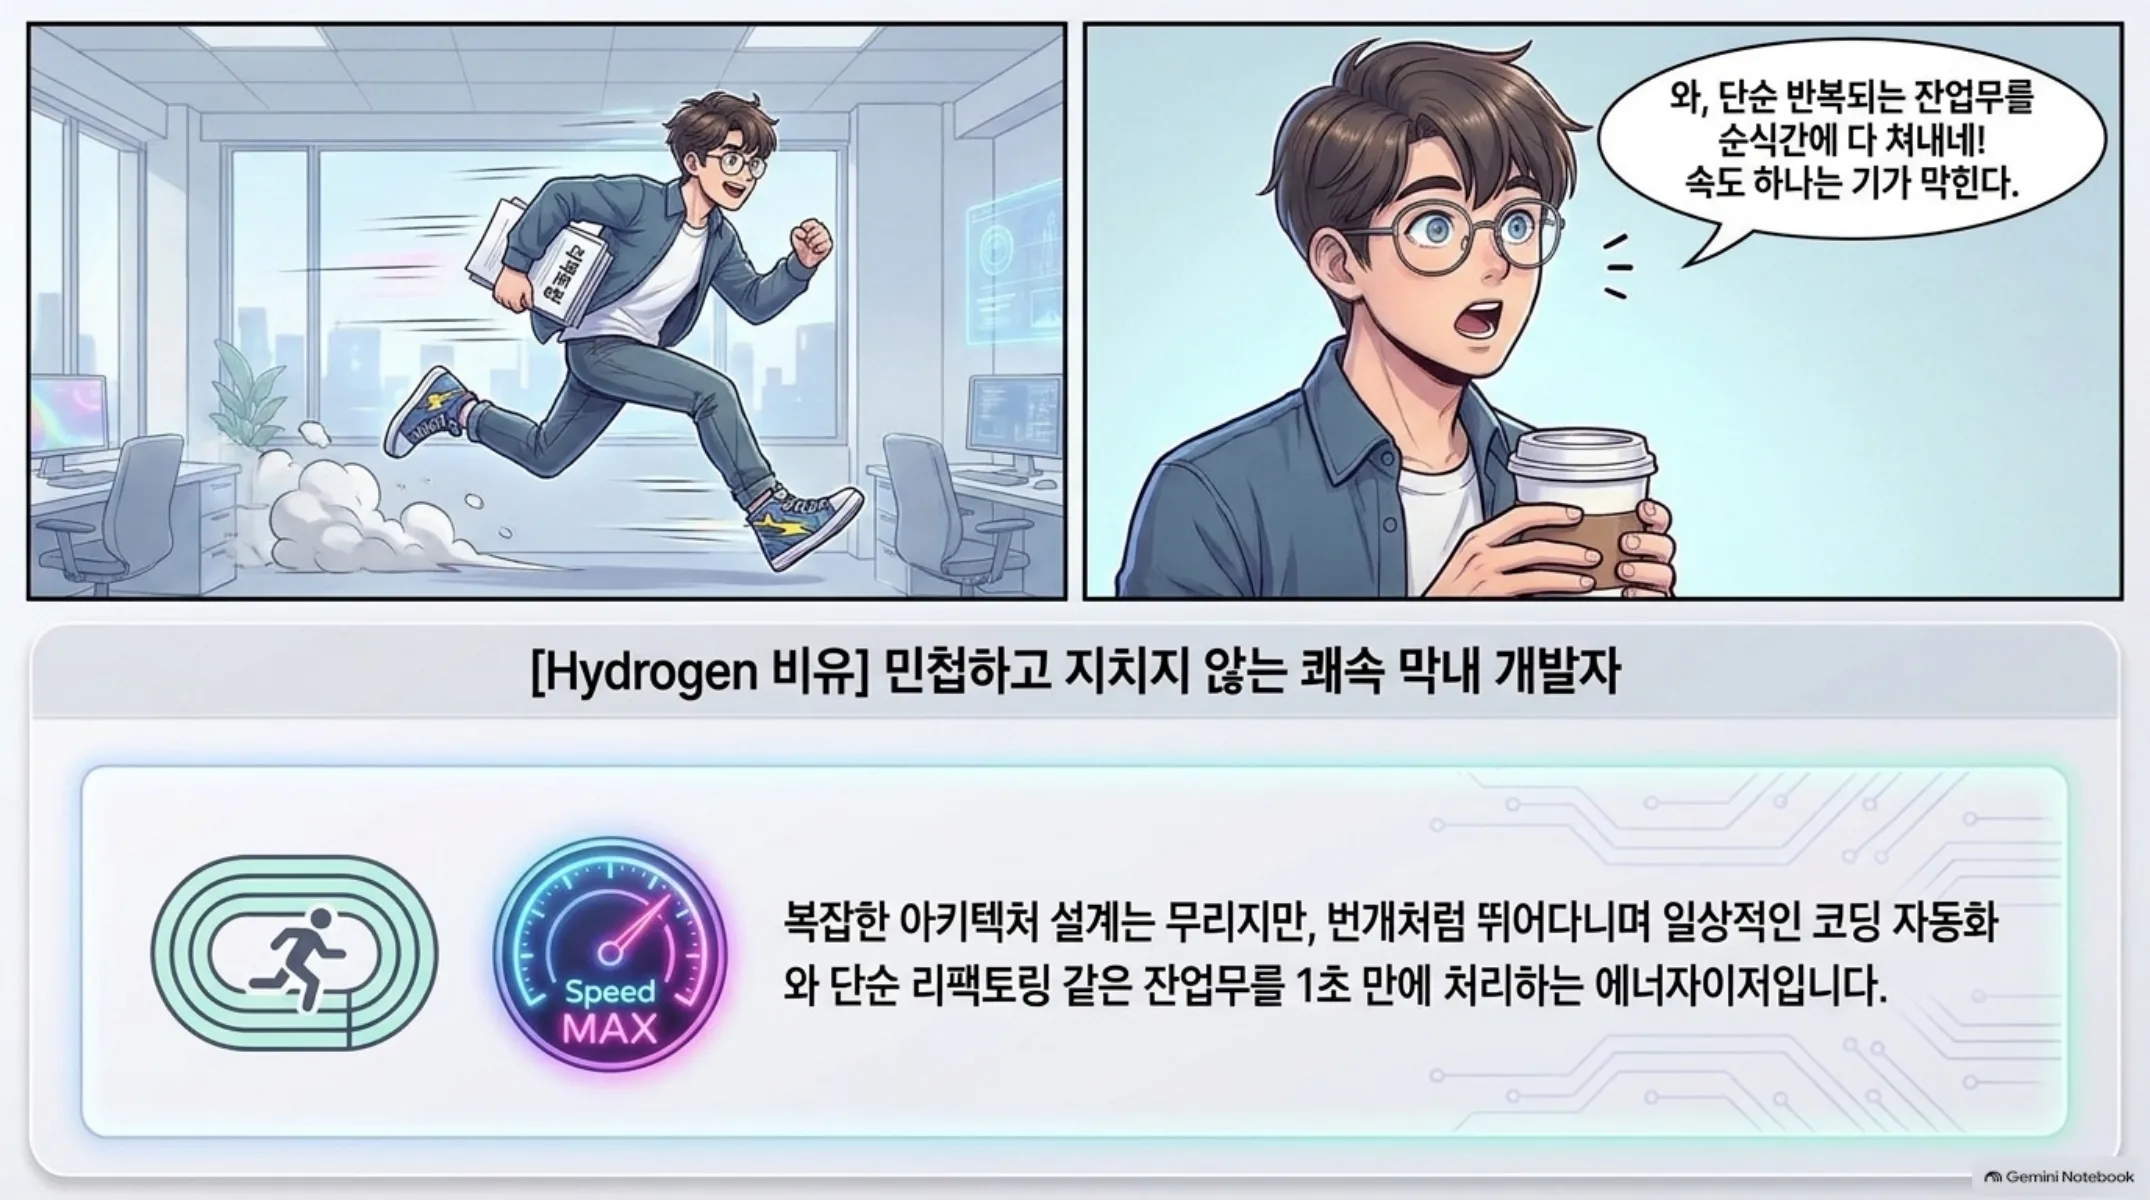 와, 단순 반복되는 잔업무를
순식간에 다 쳐내네!
속도 하나는 기가 막힌다.
[Hydrogen 비유] 민첩하고 지치지 않는 쾌속 막내 개발자
Speed
MAX
복잡한 아키텍처 설계는 무리지만, 번개처럼 뛰어다니며 일상적인 코딩 자동화
와 단순 리팩토링 같은 잔업무를 1초 만에 처리하는 에너자이저입니다.
Gemini Notebook